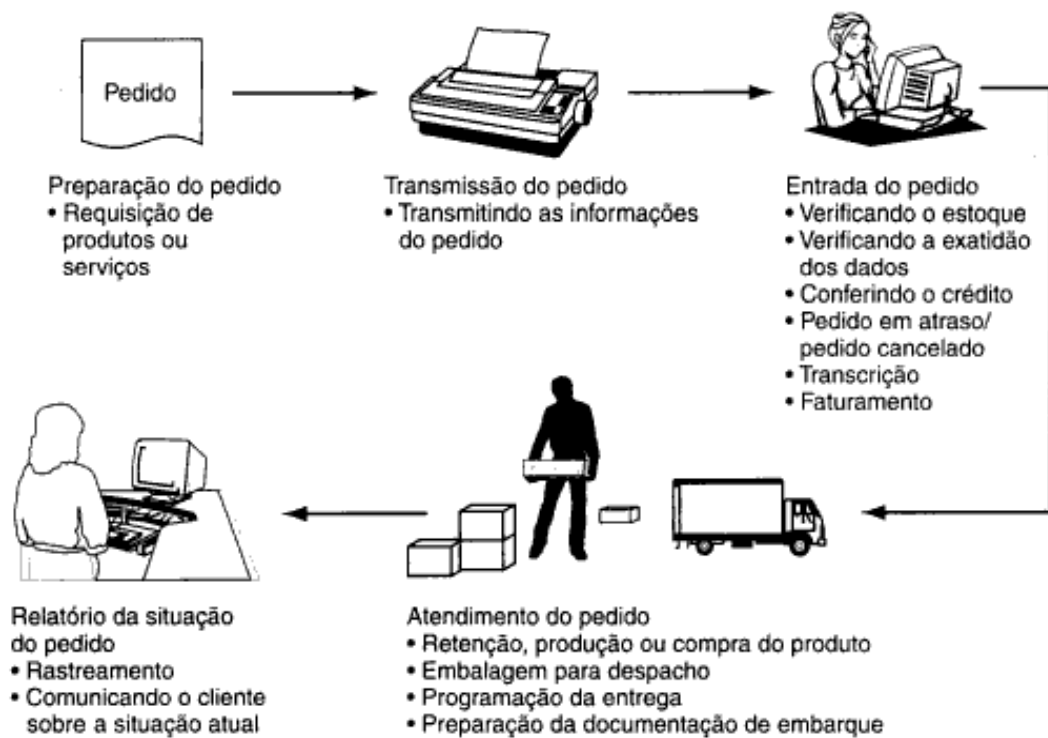 Pedido
Preparação do pedido
• Requisição de
produtos ou
serviços
Transmissão do pedido
• Transmitindo as informações
do pedido
Entrada do pedido
• Verificando o estoque
• Verificando a exatidão
dos dados
• Conferindo o crédito
• Pedido em atraso/
pedido cancelado
• Transcrição
• Faturamento
Atendimento do pedido
• Retenção, produção ou compra do produto
• Embalagem para despacho
• Programação da entrega
• Preparação da documentação de embarque
Relatório da situação
do pedido
• Rastreamento
• Comunicando o cliente
sobre a situação atual